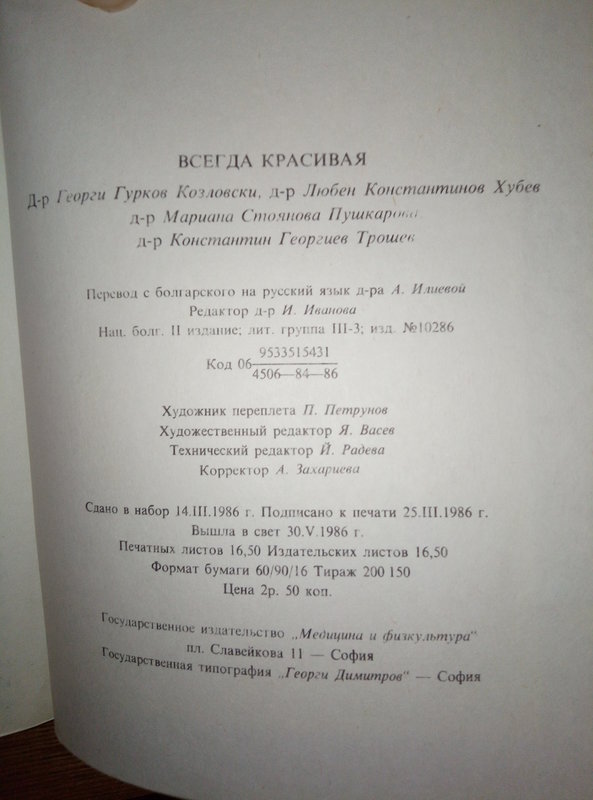 ВСЕГДА КРАСИВАЯ
Д-р Георги Гурков Козловски, д-р Любен Константинов Хубев
д-р Мариана Стоянова Пушкарова
д-р Константин Георгиев Трошев
Перевод с болгарского на русский язык д-ра А. Илиевой
Редактор д-р И. Иванова
Нац. болг. II издание; лит. группа III-3; изд. №10286
9533515431
Код 06
4506—84—86
Художник переплета П. Петрунов
Художественный редактор Я. Васев
Технический редактор Й. Радева
Корректор А. Захариева
Сдано в набор 14.III.1986 г. Подписано к печати 25.III.1986 г.
Вышла в свет 30.V.1986 г.
Печатных листов 16,50 Издательских листов 16,50
Формат бумаги 60/90/16 Тираж 200 150
Цена 2р. 50 коп.
Государственное издательство „Медицина и физкультура“
пл. Славейкова 11 — София
Государственная типография „Георги Димитров“ — София